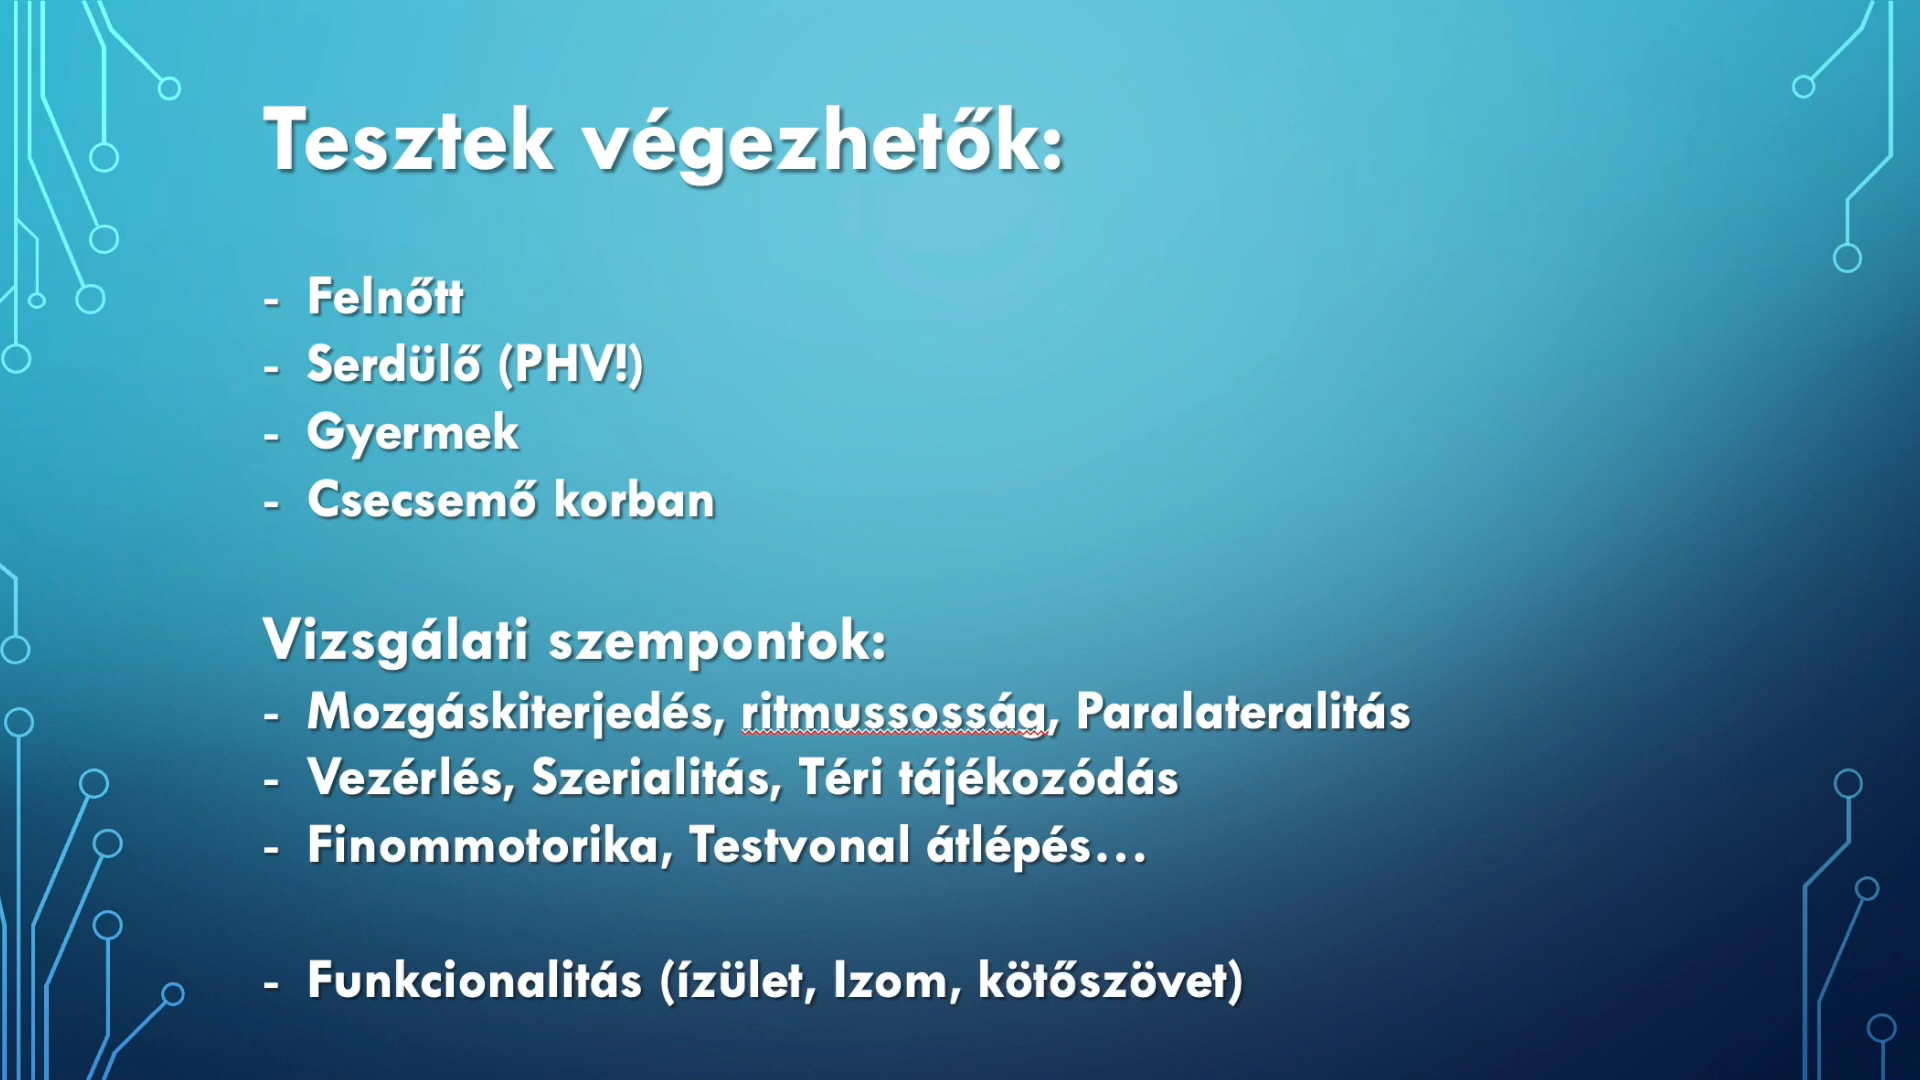 Tesztek végezhetők:
- Felnőtt
- Serdülő (PHV!)
- Gyermek
- Csecsemő korban
Vizsgálati szempontok:
- Mozgáskiterjedés, ritmussosság, Paralateralitás
- Vezérlés, Szerialitás, Téri tájékozódás
- Finommotorika, Testvonal átlépés...
- Funkcionalitás (ízület, Izom, kötőszövet)